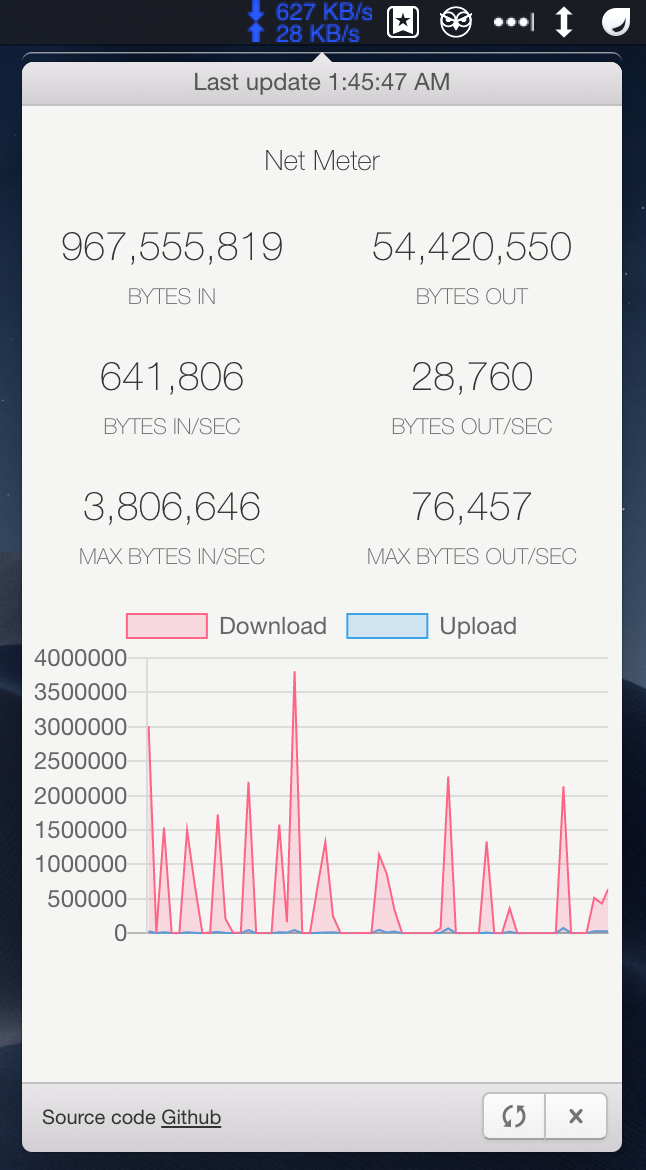 627 KB/s
28 KB/s
Last update 1:45:47 AM
Net Meter
967,555,819 54,420,550
BYTES IN BYTES OUT
641,806 28,760
BYTES IN/SEC BYTES OUT/SEC
3,806,646 76,457
MAX BYTES IN/SEC MAX BYTES OUT/SEC
Download Upload
4000000
3500000
3000000
2500000
2000000
1500000
1000000
500000
0
Source code Github